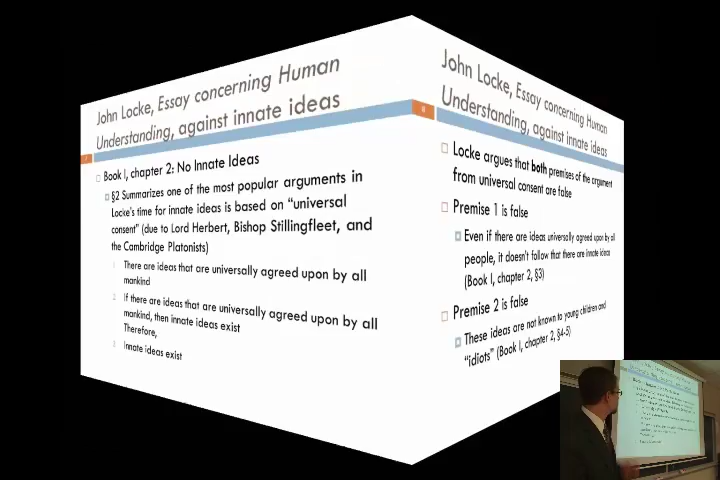 John Locke, Essay concerning Human
Understanding, against innate ideas
7
Book I, chapter 2: No Innate Ideas
§2 Summarizes one of the most popular arguments in
Locke's time for innate ideas is based on “universal
consent” (due to Lord Herbert, Bishop Stillingfleet, and
the Cambridge Platonists)
1 There are ideas that are universally agreed upon by all
mankind
2 If there are ideas that are universally agreed upon by all
mankind, then innate ideas exist
Therefore,
3 Innate ideas exist
John Locke, Essay concerning Human
Understanding, against innate ideas
8
Locke argues that both premises of the argument
from universal consent are false
Premise 1 is false
Even if there are ideas universally agreed upon by all
people, it doesn't follow that there are innate ideas
(Book I, chapter 2, §3)
Premise 2 is false
These ideas are not known to young children and
“idiots” (Book I, chapter 2, §4-5)